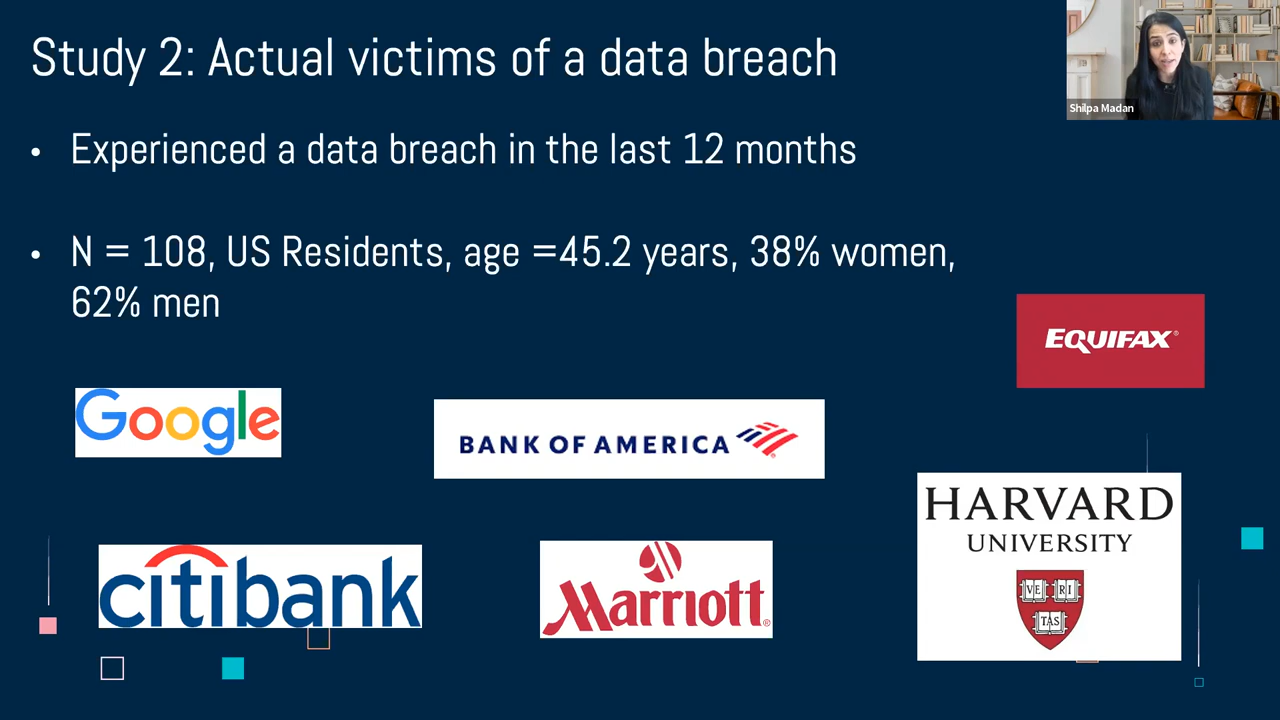 Study 2: Actual victims of a data breach
Shilpa Madan
• Experienced a data breach in the last 12 months
• N = 108, US Residents, age =45.2 years, 38% women,
62% men
EQUIFAX®
Google
BANK OF AMERICA
HARVARD
UNIVERSITY
VE RI
TAS
citibank
Marriott®